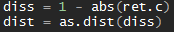 diss = 1 - abs(ret.c)
dist = as.dist(diss)